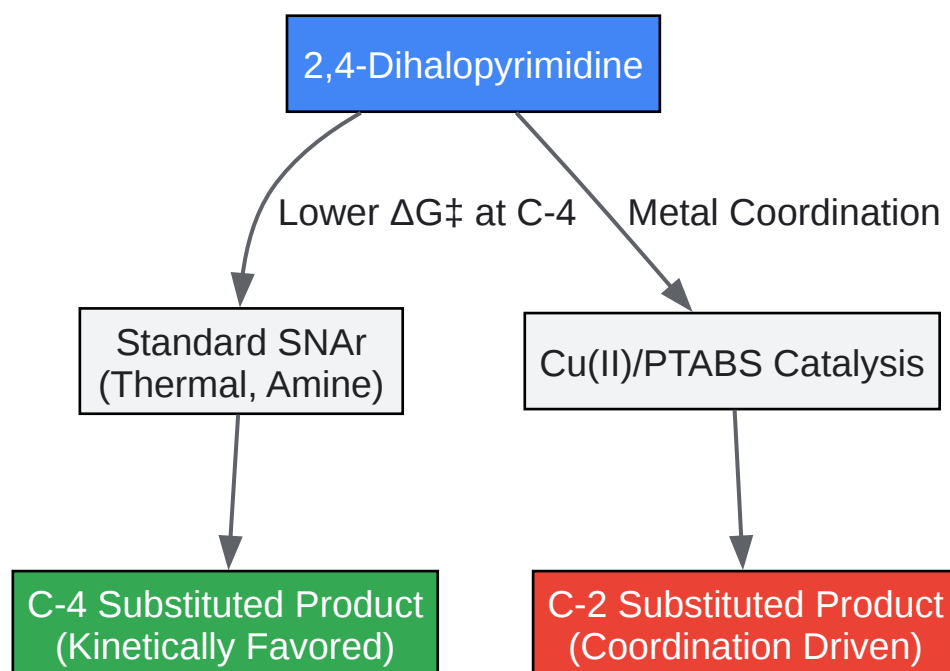 2,4-Dihalopyrimidine
Lower ΔG‡ at C-4
Metal Coordination
Standard SNAr
(Thermal, Amine)
Cu(II)/PTABS Catalysis
C-4 Substituted Product
(Kinetically Favored)
C-2 Substituted Product
(Coordination Driven)